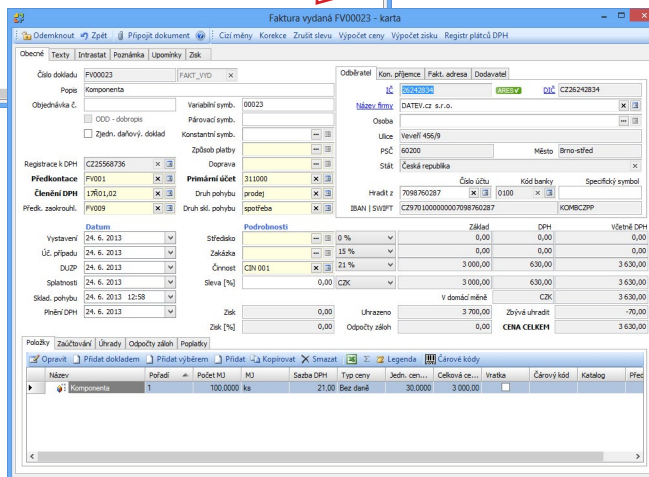 Faktura vydaná FV00023 - karta
Odemknout Zpět Připojit dokument Cizí měny Korekce Zrušit slevu Výpočet ceny Výpočet zisku Registr plátců DPH
Obecné Texty Intrastat Poznámka Upomínky Zisk
Číslo dokladu FV00023 FAKT_VYD
Popis Komponenta
Objednávka č. Variabilní symb. 00023
ODD - dobropis Párovací symb.
Zjedn. daňový. doklad Konstantní symb.
Způsob platby
Registrace k DPH CZ25568736 Doprava
Předkontace FV001 Primární účet 311000
Členění DPH 17Ř01,02 Druh pohybu prodej
Předk. zaokrouhl. FV009 Druh skl. pohybu spotřeba
Odběratel Kon. příjemce Fakt. adresa Dodavatel
IČ 26242834 ARES DIČ CZ26242834
Název firmy DATEV.cz s.r.o.
Osoba
Ulice Veveří 456/9
PSČ 60200 Město Brno-střed
Stát Česká republika
Číslo účtu Kód banky Specifický symbol
Hradit z 7098760287 0100
IBAN | SWIFT CZ9701000000007098760287 KOMBCZPP
Datum Podrobnosti Základ DPH Včetně DPH
Vystavení 24. 6. 2013 Středisko 0 % 0,00 0,00 0,00
Úč. případu 24. 6. 2013 Zakázka 15 % 0,00 0,00 0,00
DUZP 24. 6. 2013 Činnost CIN 001 21 % 3 000,00 630,00 3 630,00
Splatnosti 24. 6. 2013 Sleva [%] 0,00 CZK 3 000,00 630,00 3 630,00
Sklad. pohybu 24. 6. 2013 12:58 V domácí měně CZK 3 630,00
Plnění DPH 24. 6. 2013 Zisk 0,00 Uhrazeno 3 700,00 Zbývá uhradit -70,00
Zisk [%] 0,00 Odpočty záloh 0,00 CENA CELKEM 3 630,00
Položky Zaúčtování Úhrady Odpočty záloh Poplatky
Opravit Přidat dokladem Přidat výběrem Přidat Kopírovat Smazat Legenda Čárové kódy
Název Pořadí Počet MJ MJ Sazba DPH Typ ceny Jedn. cen... Celková ce... Vratka Čárový kód Katalog Před
Komponenta 1 100,0000 ks 21,00 Bez daně 30,0000 3 000,00